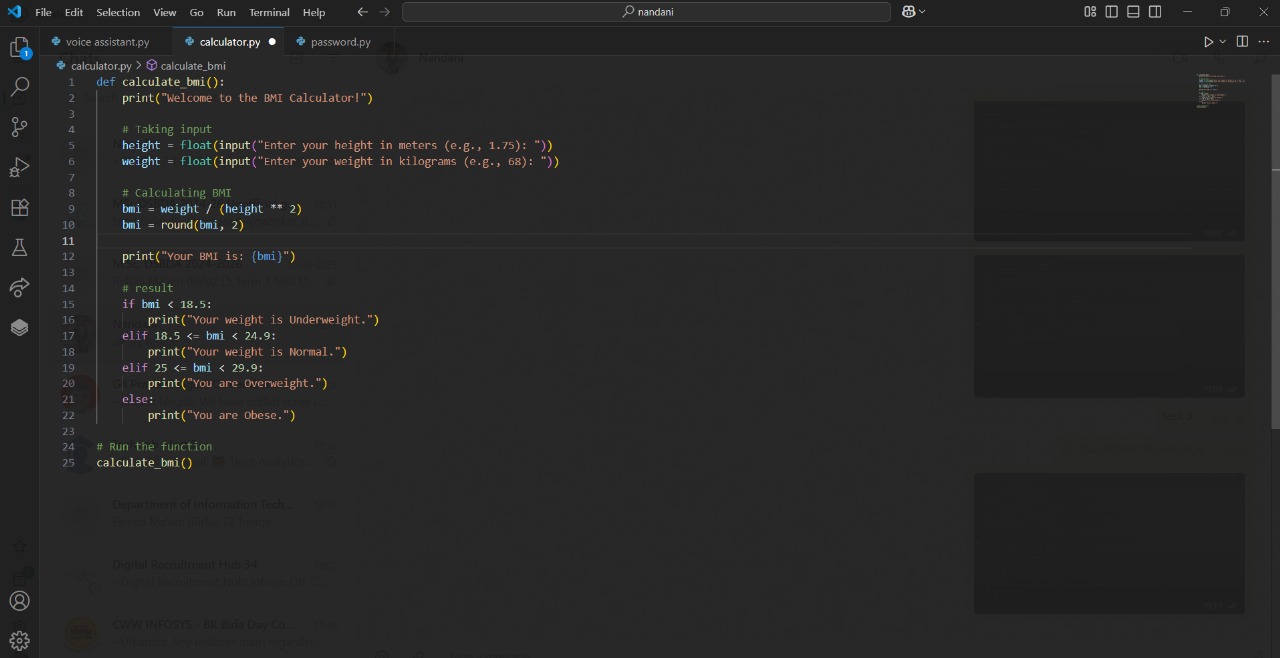 File Edit Selection View Go Run Terminal Help
nandani
1
voice assistant.py calculator.py password.py
calculator.py > calculate_bmi
1 def calculate_bmi():
2 print("Welcome to the BMI Calculator!")
3
4 # Taking input
5 height = float(input("Enter your height in meters (e.g., 1.75): "))
6 weight = float(input("Enter your weight in kilograms (e.g., 68): "))
7
8 # Calculating BMI
9 bmi = weight / (height ** 2)
10 bmi = round(bmi, 2)
11
12 print("Your BMI is: {bmi}")
13
14 # result
15 if bmi < 18.5:
16 print("Your weight is Underweight.")
17 elif 18.5 <= bmi < 24.9:
18 print("Your weight is Normal.")
19 elif 25 <= bmi < 29.9:
20 print("You are Overweight.")
21 else:
22 print("You are Obese.")
23
24 # Run the function
25 calculate_bmi()
Nandani
Department of Information Tech...
Digital Recruitment Hub 34
CWW INFOSYS - BK Birla Day Co...